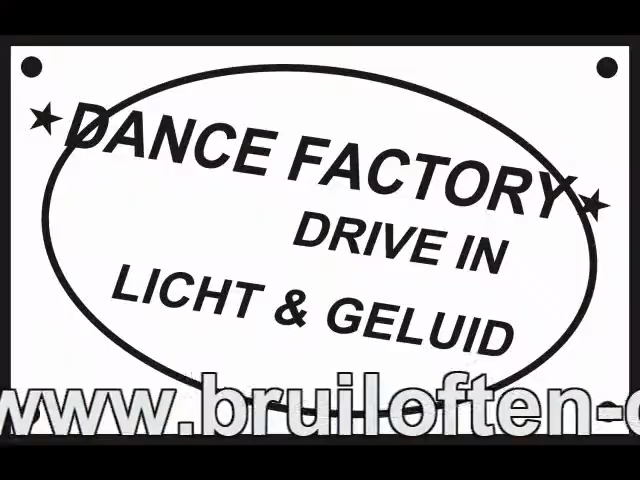 ★DANCE FACTORY★
DRIVE IN
LICHT & GELUID
www.bruiloften-